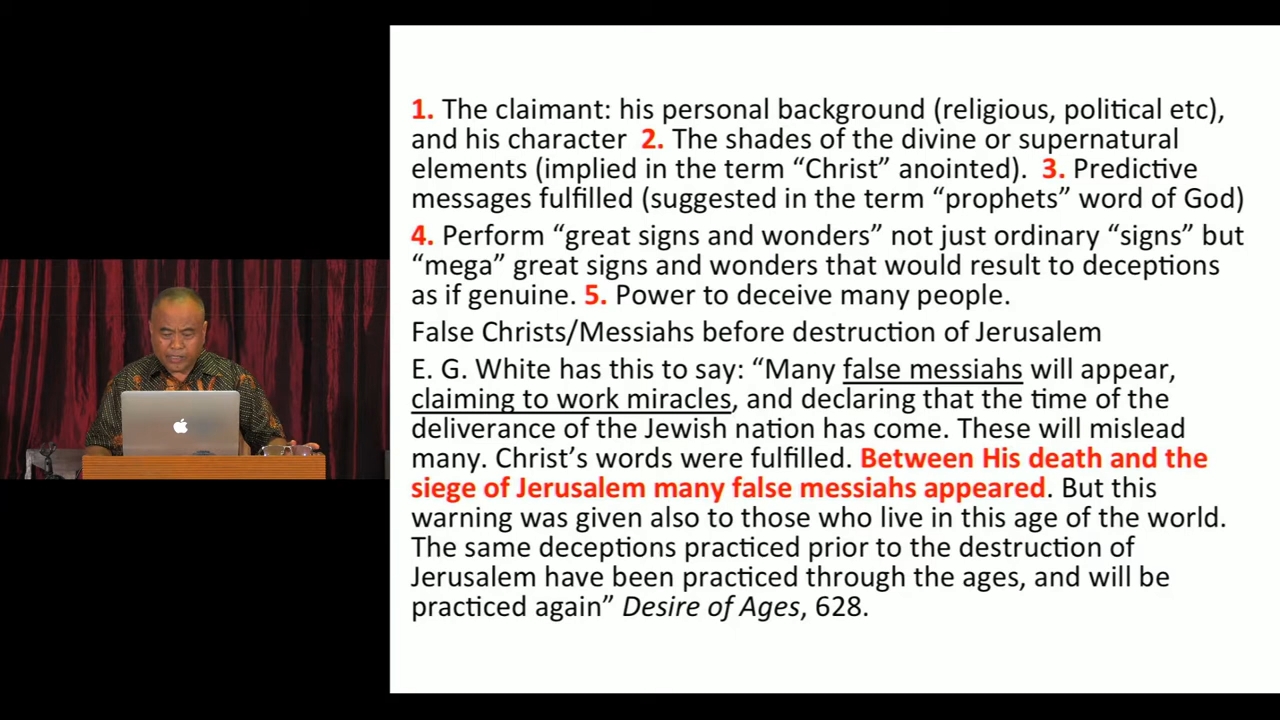 1. The claimant: his personal background (religious, political etc),
and his character 2. The shades of the divine or supernatural
elements (implied in the term “Christ” anointed). 3. Predictive
messages fulfilled (suggested in the term “prophets” word of God)
4. Perform “great signs and wonders” not just ordinary “signs” but
“mega” great signs and wonders that would result to deceptions
as if genuine. 5. Power to deceive many people.
False Christs/Messiahs before destruction of Jerusalem
E. G. White has this to say: “Many false messiahs will appear,
claiming to work miracles, and declaring that the time of the
deliverance of the Jewish nation has come. These will mislead
many. Christ’s words were fulfilled. Between His death and the
siege of Jerusalem many false messiahs appeared. But this
warning was given also to those who live in this age of the world.
The same deceptions practiced prior to the destruction of
Jerusalem have been practiced through the ages, and will be
practiced again” Desire of Ages, 628.